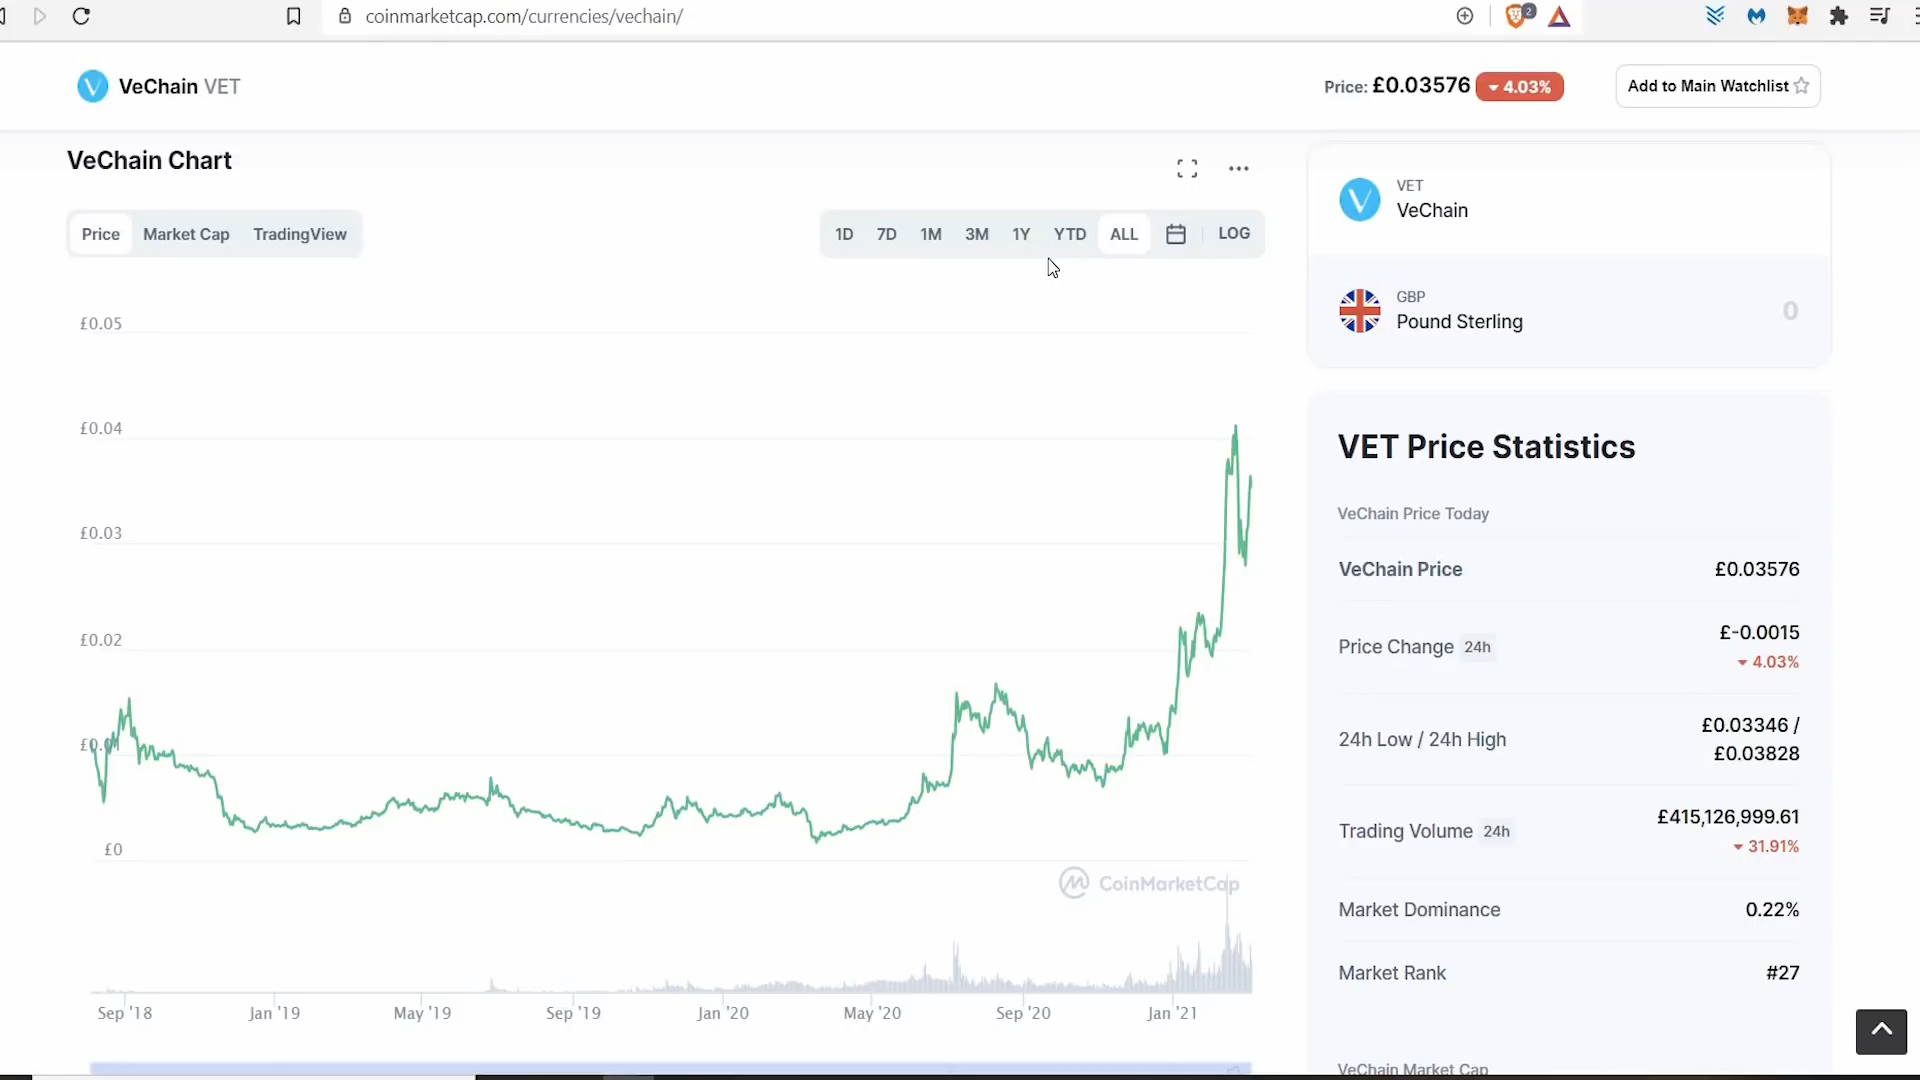 coinmarketcap.com/currencies/vechain/
2
VeChain VET
Price: £0.03576 4.03%
Add to Main Watchlist
VeChain Chart
Price Market Cap TradingView
1D 7D 1M 3M 1Y YTD ALL LOG
£0.05
£0.04
£0.03
£0.02
£0
CoinMarketCap
Sep '18 Jan '19 May '19 Sep '19 Jan '20 May '20 Sep '20 Jan '21
VET
VeChain
GBP
Pound Sterling
0
VET Price Statistics
VeChain Price Today
VeChain Price £0.03576
Price Change 24h £-0.0015
4.03%
24h Low / 24h High £0.03346 /
£0.03828
Trading Volume 24h £415,126,999.61
31.91%
Market Dominance 0.22%
Market Rank #27
VeChain Market Cap